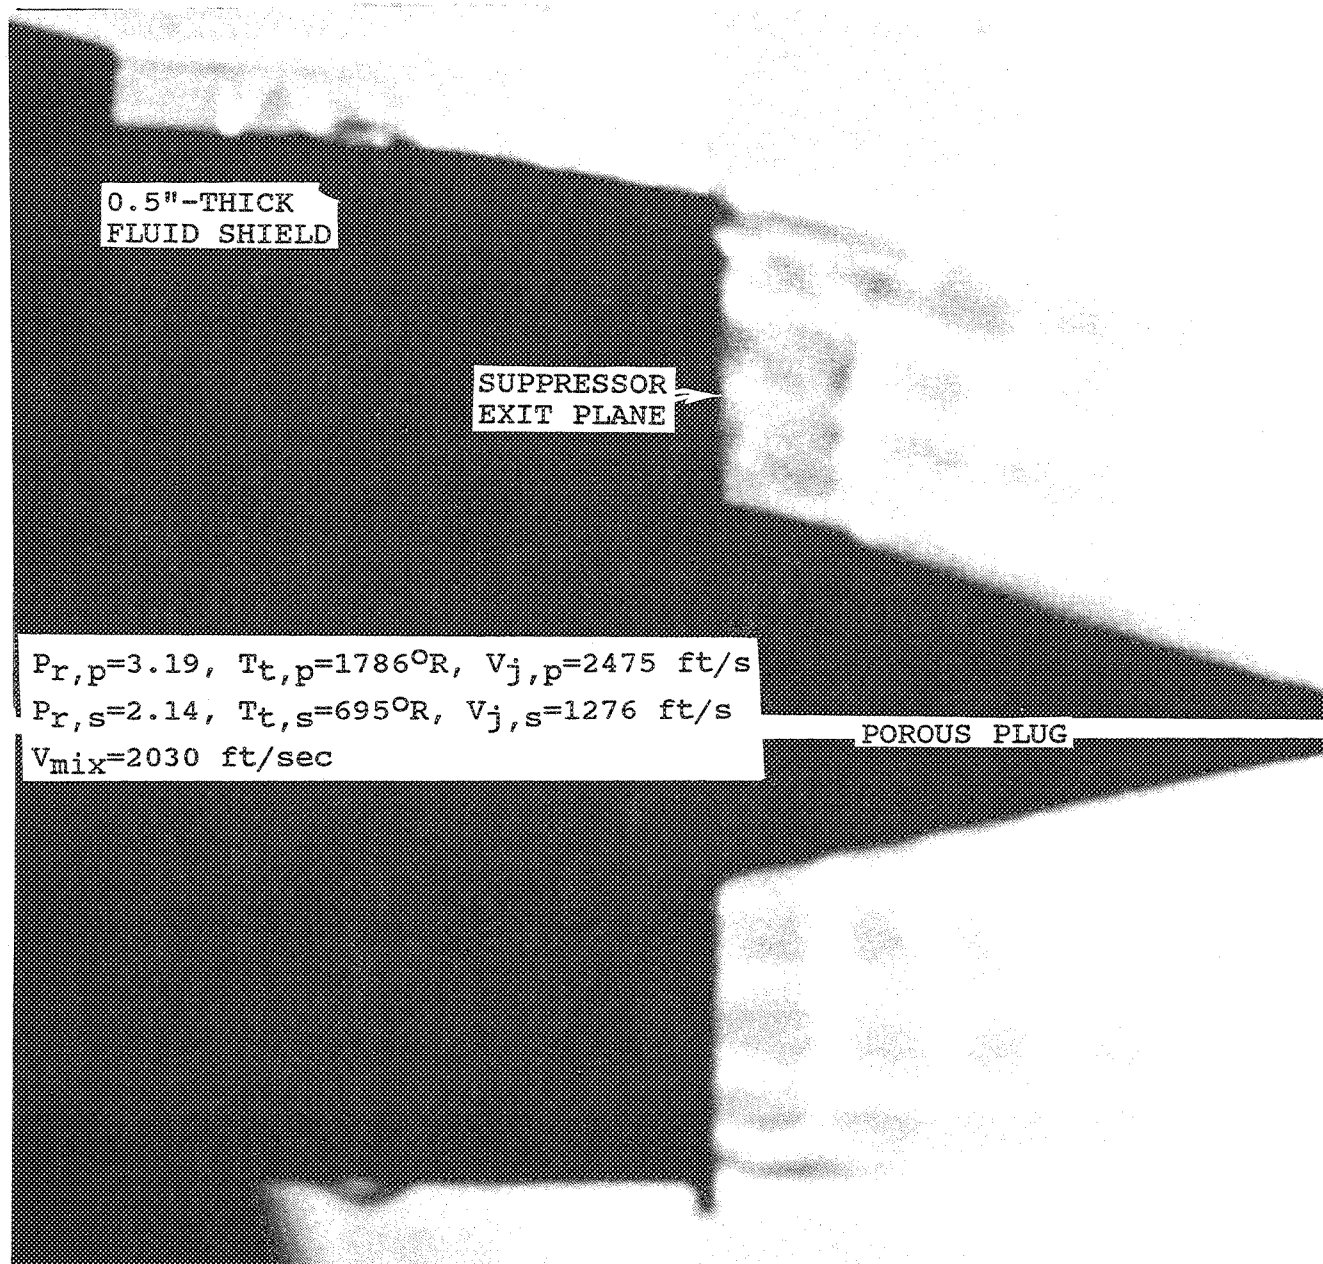 0.5"-THICK
FLUID SHIELD
SUPPRESSOR
EXIT PLANE
Pr,p=3.19, Tt,p=1786°R, Vj,p=2475 ft/s
Pr,s=2.14, Tt,s=695°R, Vj,s=1276 ft/s
Vmix=2030 ft/sec
POROUS PLUG